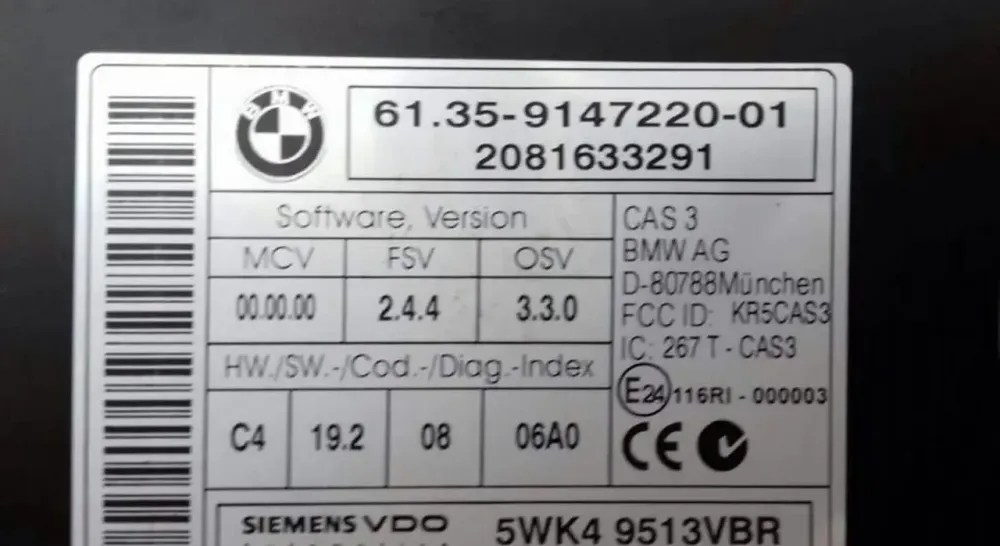 BMW
61.35-9147220-01
2081633291
Software, Version
MCV FSV OSV
00.00.00 2.4.4 3.3.0
HW./SW.-/Cod.-/Diag.-Index
C4 19.2 08 06A0
CAS 3
BMW AG
D-80788München
FCC ID: KR5CAS3
IC: 267 T - CAS3
E24 116RI - 000003
CE
SIEMENS VDO 5WK4 9513VBR